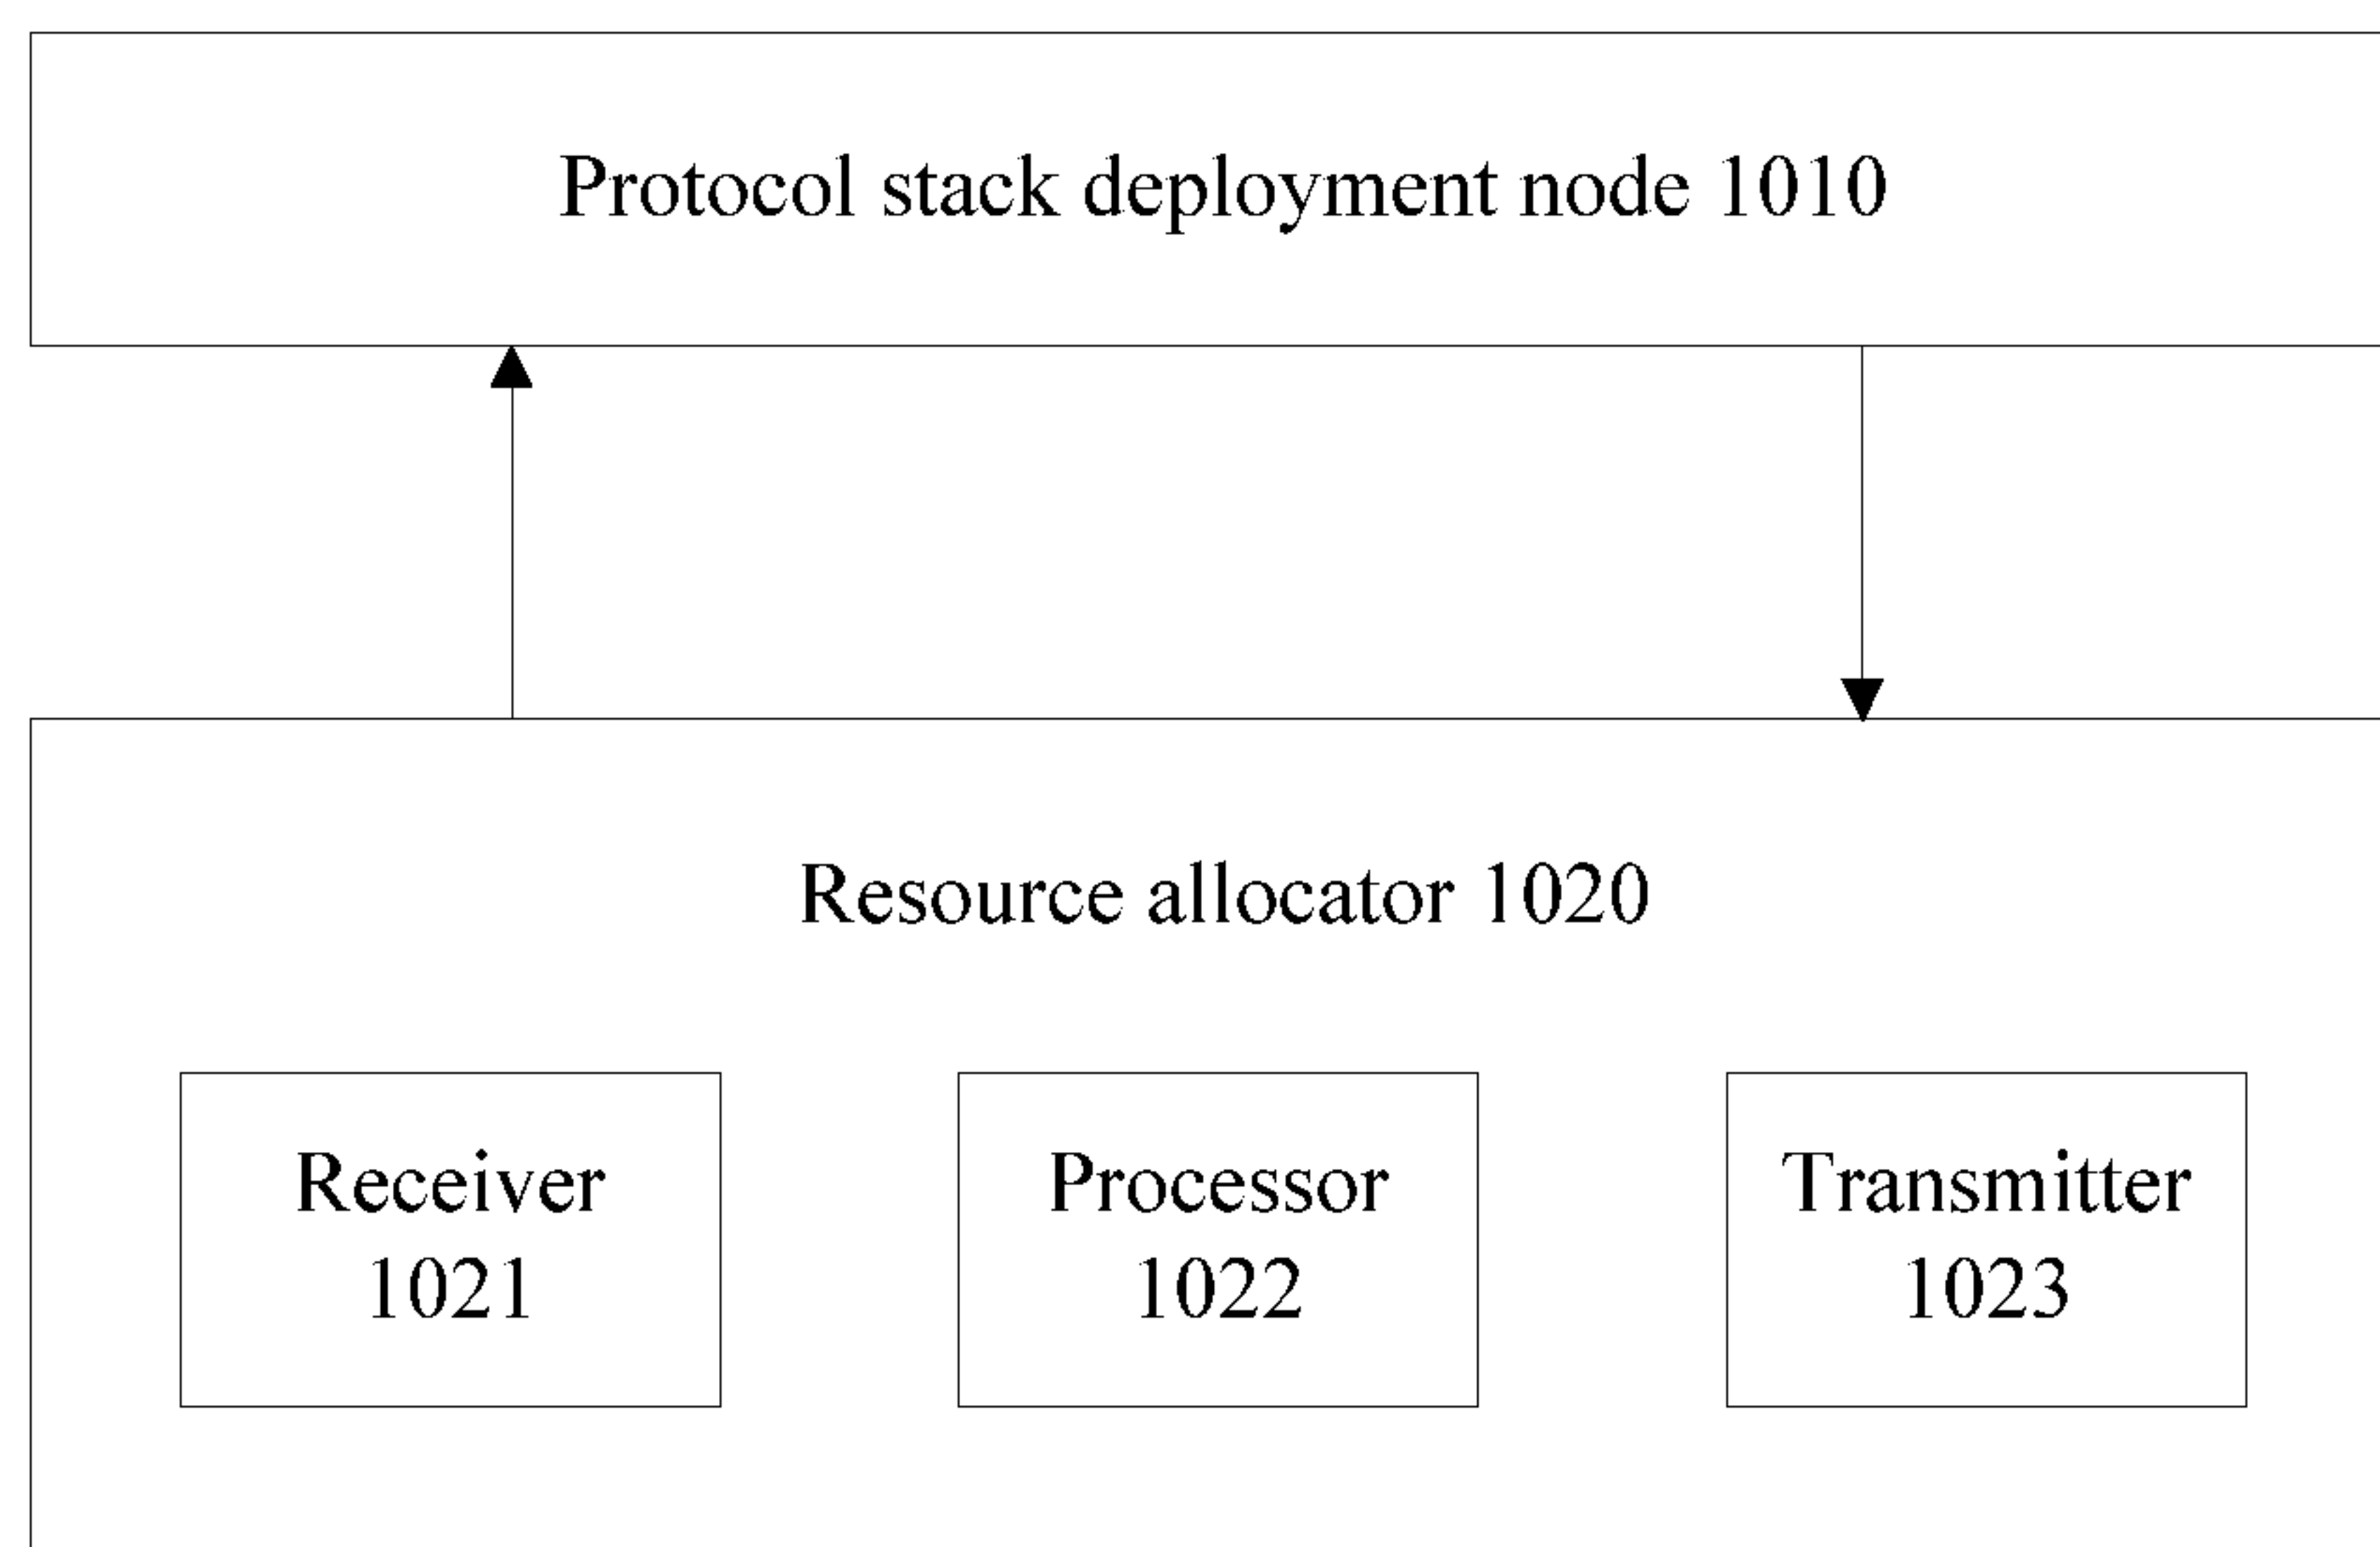 Protocol stack deployment node 1010
Resource allocator 1020
Receiver
1021
Processor
1022
Transmitter
1023